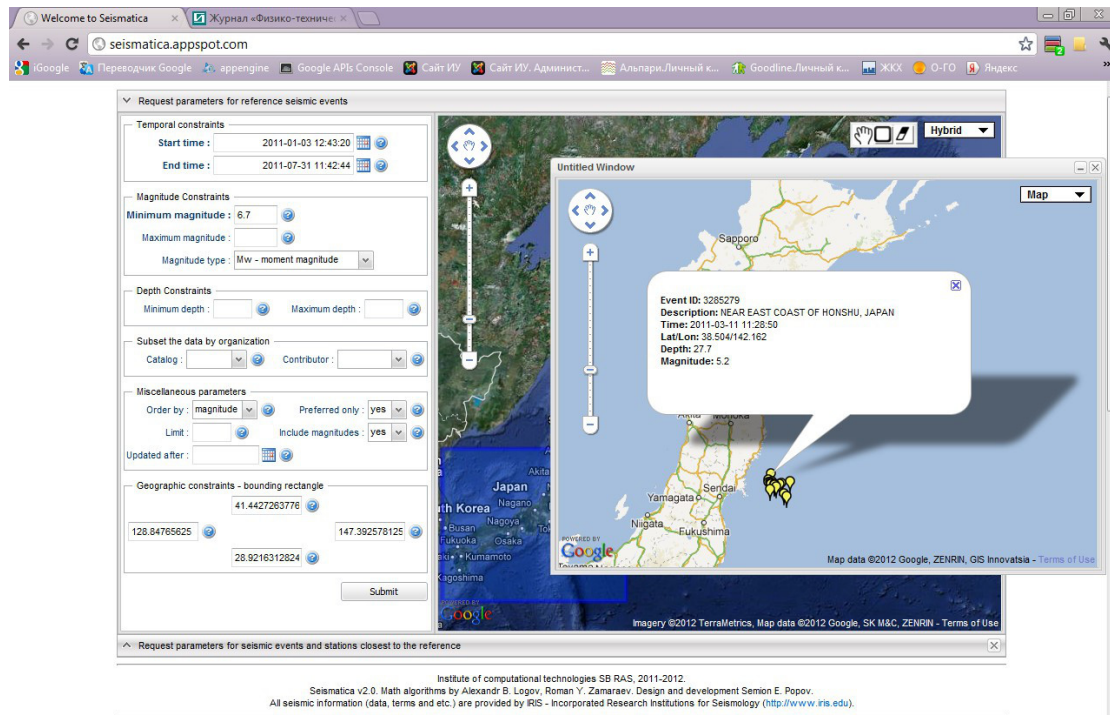 Welcome to Seismatica
Журнал «Физико-техниче
seismatica.appspot.com
iGoogle Переводчик Google appengine Google APIs Console Сайт ИУ Сайт ИУ. Админист... Альпари.Личный к... Goodline.Личный к... ЖКХ О-ГО Яндекс
Request parameters for reference seismic events
Temporal constraints
Start time : 2011-01-03 12:43:20
End time : 2011-07-31 11:42:44
Magnitude Constraints
Minimum magnitude : 6.7
Maximum magnitude :
Magnitude type : Mw - moment magnitude
Depth Constraints
Minimum depth : Maximum depth :
Subset the data by organization
Catalog : Contributor :
Miscellaneous parameters
Order by : magnitude Preferred only : yes
Limit : Include magnitudes : yes
Updated after :
Geographic constraints - bounding rectangle
41.4427263776
128.84765625 147.392578125
28.9216312824
Submit
Hybrid
Akita
Japan
th Korea Nagano
Busan Nagoya
Fukuoka Osaka
Kumamoto
Kagoshima
POWERED BY
Google
Imagery ©2012 TerraMetrics, Map data ©2012 Google, SK M&C, ZENRIN - Terms of Use
Untitled Window
Map
Sapporo
Event ID: 3285279
Description: NEAR EAST COAST OF HONSHU, JAPAN
Time: 2011-03-11 11:28:50
Lat/Lon: 38.504/142.162
Depth: 27.7
Magnitude: 5.2
Akita Morioka
Sendai
Yamagata
Niigata
Fukushima
POWERED BY
Google
Map data ©2012 Google, ZENRIN, GIS Innovatsia - Terms of Use
Request parameters for seismic events and stations closest to the reference
Institute of computational technologies SB RAS, 2011-2012.
Seismatica v2.0. Math algorithms by Alexandr B. Logov, Roman Y. Zamaraev. Design and development Semion E. Popov.
All seismic information (data, terms and etc.) are provided by IRIS - Incorporated Research Institutions for Seismology (http://www.iris.edu).